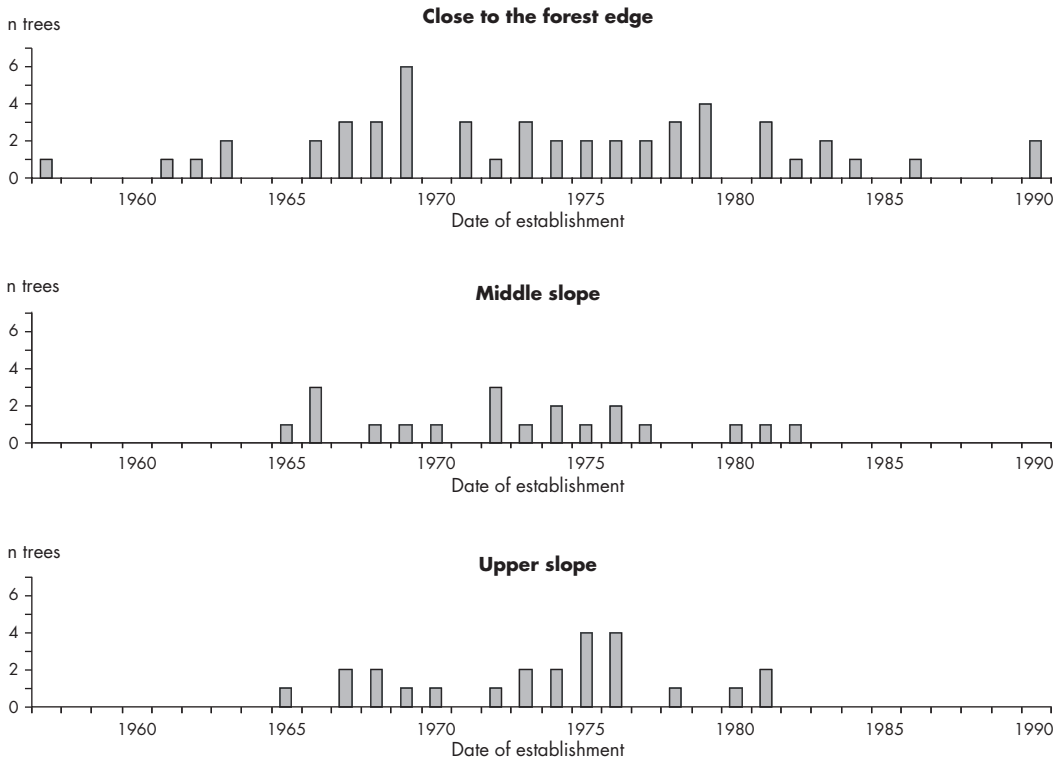 Close to the forest edge
n trees
6
4
2
0
1960 1965 1970 1975 1980 1985 1990
Date of establishment
Middle slope
n trees
6
4
2
0
1960 1965 1970 1975 1980 1985 1990
Date of establishment
Upper slope
n trees
6
4
2
0
1960 1965 1970 1975 1980 1985 1990
Date of establishment